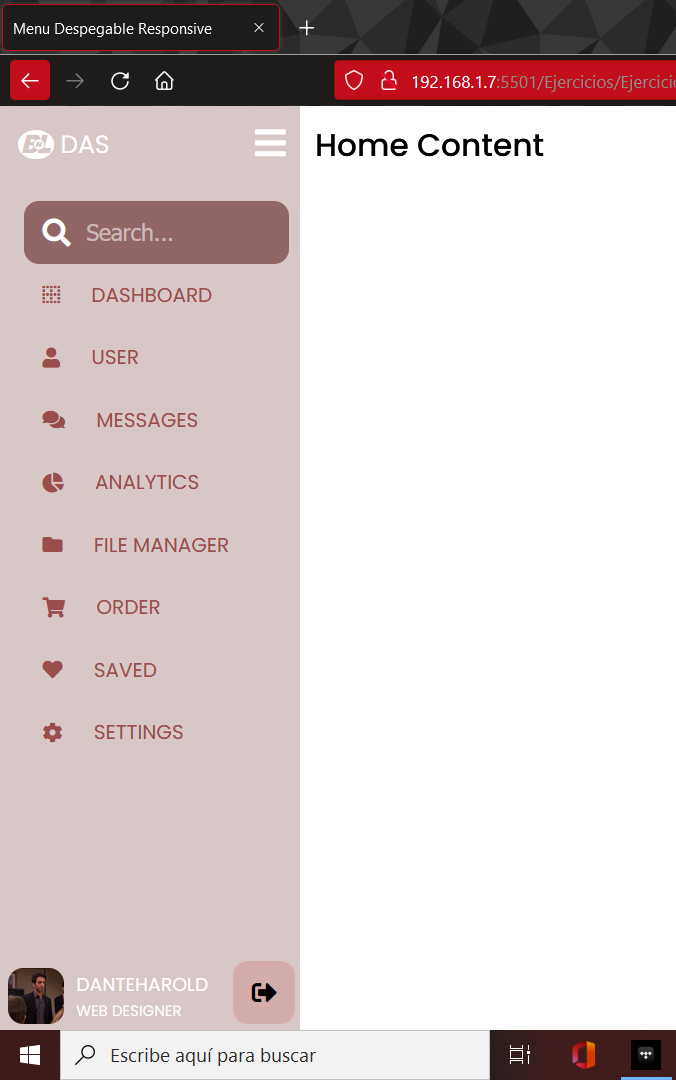 Menu Despegable Responsive
192.168.1.7:5501/Ejercicios/Ejercici
DAS
Home Content
Search...
DASHBOARD
USER
MESSAGES
ANALYTICS
FILE MANAGER
ORDER
SAVED
SETTINGS
DANTEHAROLD
WEB DESIGNER
Escribe aquí para buscar